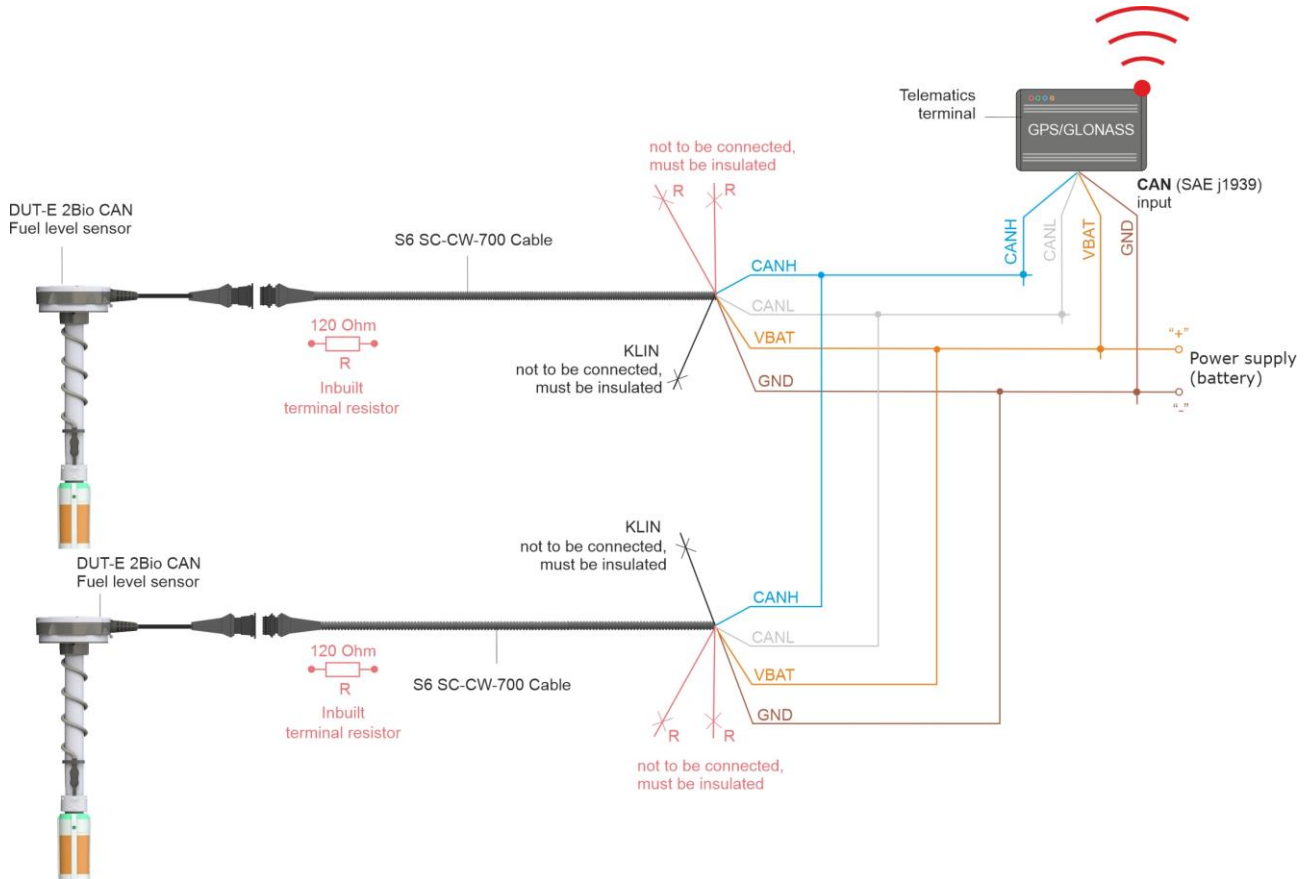 Telematics
terminal
GPS/GLONASS
CAN (SAE j1939)
input
CANH
CANL
VBAT
GND
not to be connected,
must be insulated
R
R
DUT-E 2Bio CAN
Fuel level sensor
S6 SC-CW-700 Cable
CANH
CANL
VBAT
GND
120 Ohm
R
Inbuilt
terminal resistor
KLIN
not to be connected,
must be insulated
"+"
Power supply
(battery)
"-"
KLIN
not to be connected,
must be insulated
DUT-E 2Bio CAN
Fuel level sensor
CANH
CANL
VBAT
GND
120 Ohm
R
Inbuilt
terminal resistor
S6 SC-CW-700 Cable
R
R
not to be connected,
must be insulated